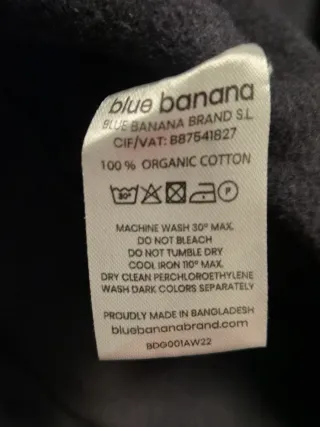 blue banana
BLUE BANANA BRAND S.L
CIF/VAT: B87541827
100 % ORGANIC COTTON
30°
P
MACHINE WASH 30° MAX.
DO NOT BLEACH
DO NOT TUMBLE DRY
COOL IRON 110° MAX.
DRY CLEAN PERCHLOROETHYLENE
WASH DARK COLORS SEPARATELY
PROUDLY MADE IN BANGLADESH
bluebananabrand.com
BDG001AW22